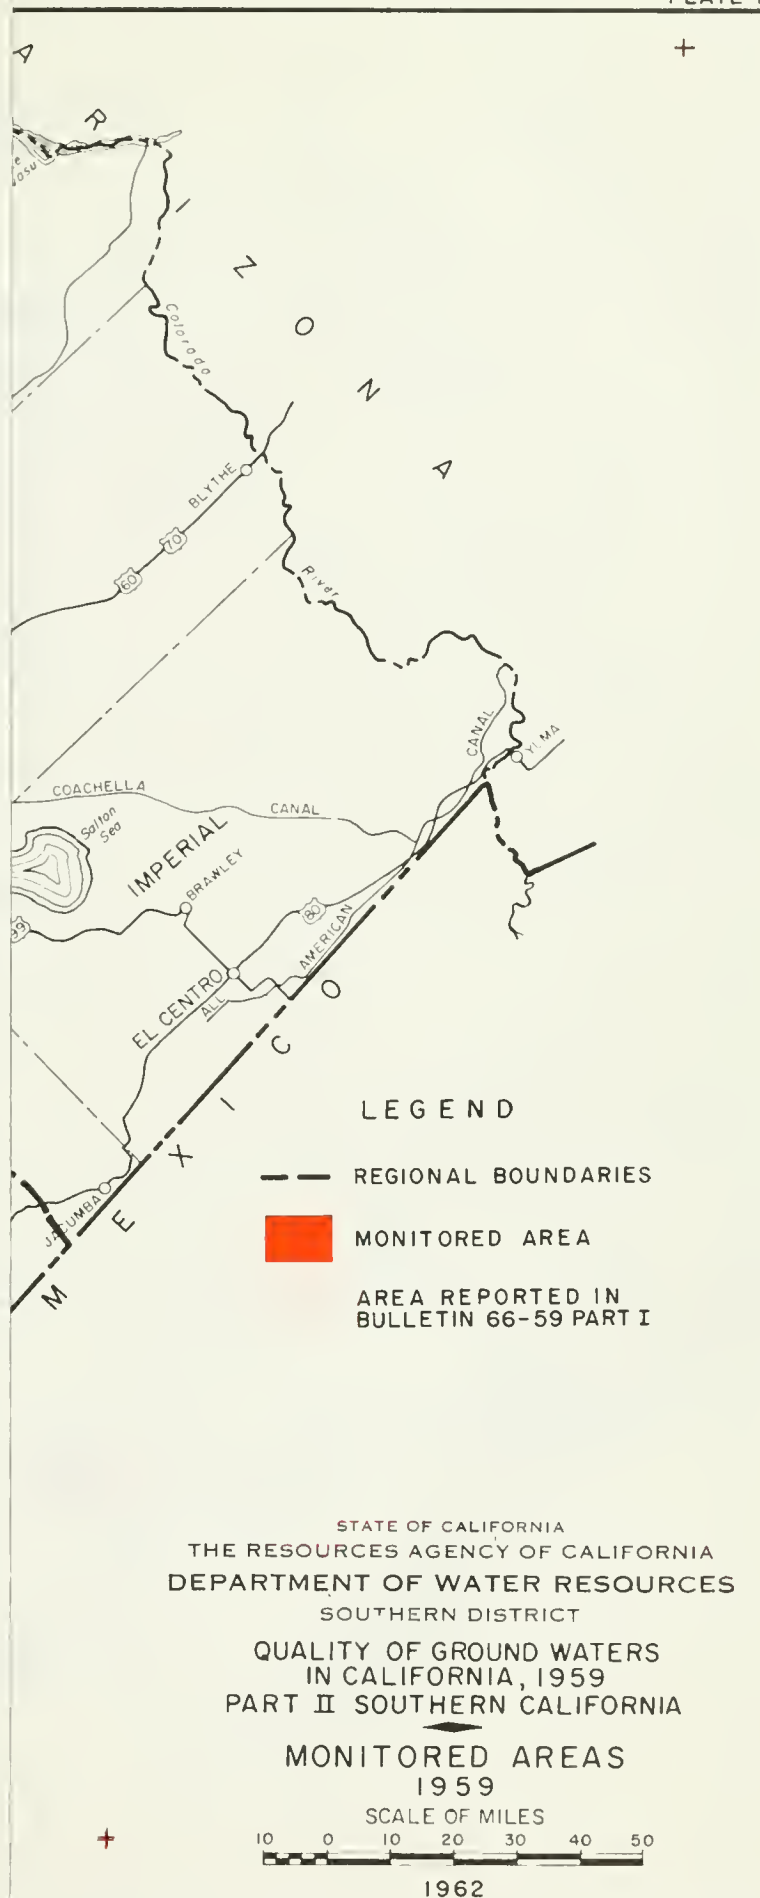 ARIZONA
Colorado
BLYTHE
70
60
River
CANAL
YUMA
COACHELLA
CANAL
Salton
Sea
IMPERIAL
BRAWLEY
99
80
AMERICAN
EL CENTRO
ALL
MEXICO
JACUMBA
LEGEND
REGIONAL BOUNDARIES
MONITORED AREA
AREA REPORTED IN
BULLETIN 66-59 PART I
STATE OF CALIFORNIA
THE RESOURCES AGENCY OF CALIFORNIA
DEPARTMENT OF WATER RESOURCES
SOUTHERN DISTRICT
QUALITY OF GROUND WATERS
IN CALIFORNIA, 1959
PART II SOUTHERN CALIFORNIA
MONITORED AREAS
1959
SCALE OF MILES
10 0 10 20 30 40 50
1962